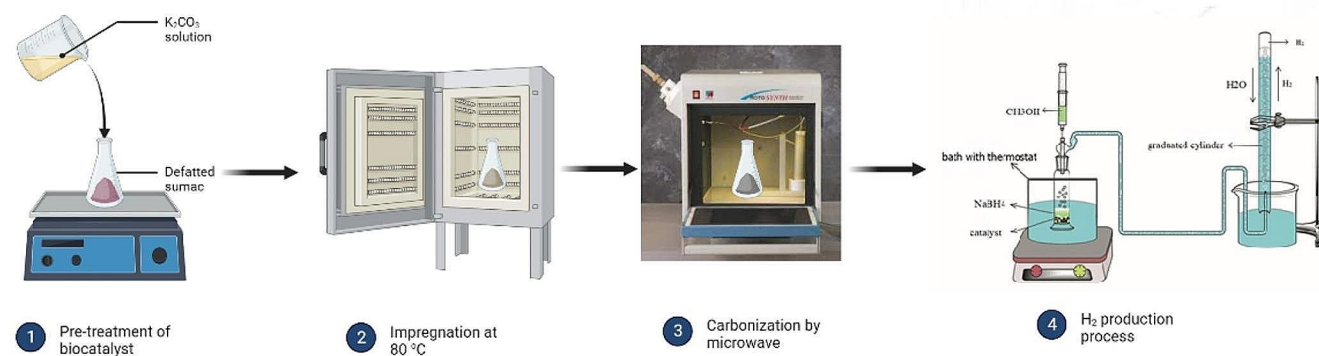 K₂CO₃
solution
Defatted
sumac
SYNTH
CH3OH
bath with thermostat
NaBH4
catalyst
H₂
H2O
H₂
graduated cylinder
1
Pre-treatment of
biocatalyst
2
Impregnation at
80 °C
3
Carbonization by
microwave
4
H₂ production
process